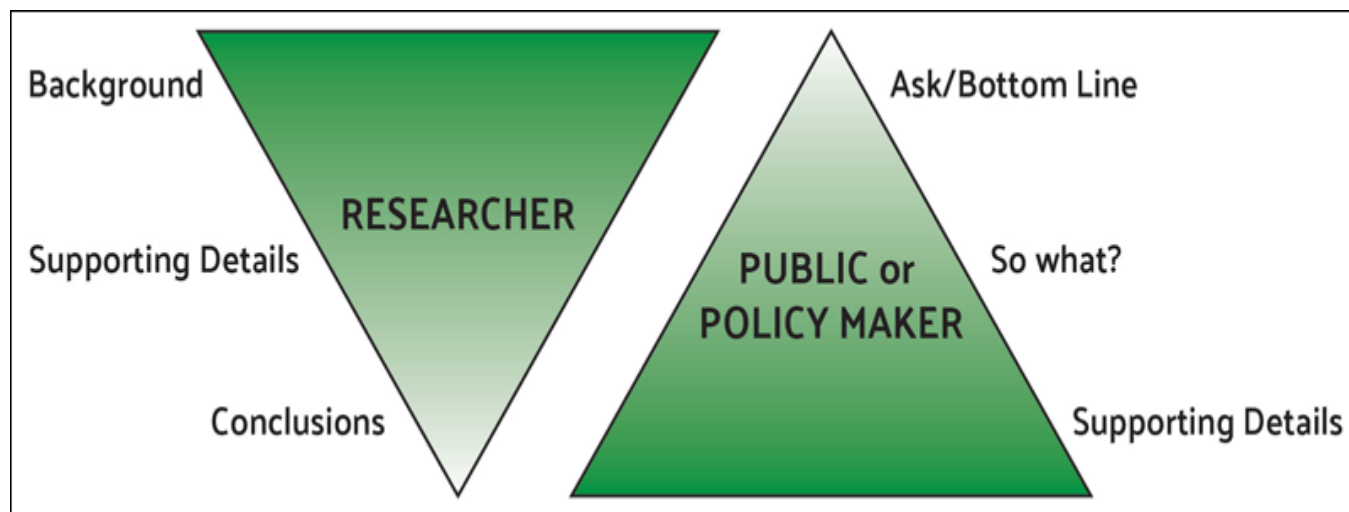 Background
Supporting Details
Conclusions
RESEARCHER
PUBLIC or
POLICY MAKER
Ask/Bottom Line
So what?
Supporting Details